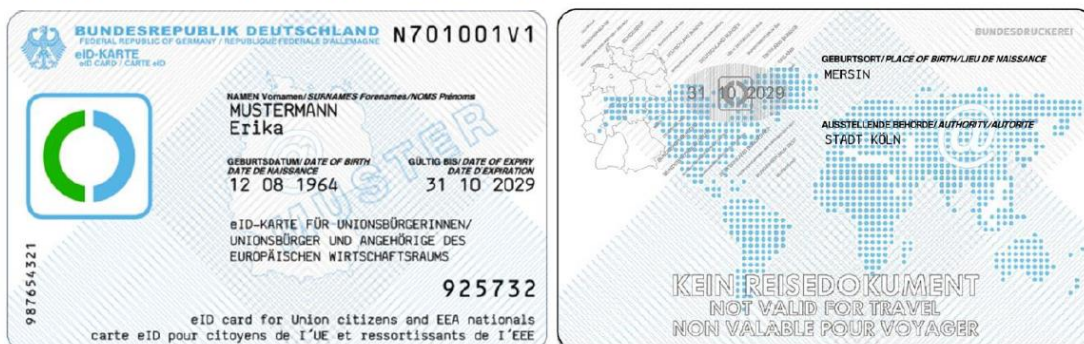 BUNDESREPUBLIK DEUTSCHLAND
N701001V1
FEDERAL REPUBLIC OF GERMANY / REPUBLIQUE FEDERALE D'ALLEMAGNE
eID-KARTE
eID CARD / CARTE eID
NAMEN Vornamen/SURNAMES Forenames/NOMS Prénoms
MUSTERMANN
Erika
GEBURTSDATUM/DATE OF BIRTH
DATE DE NAISSANCE
12 08 1964
GÜLTIG BIS/DATE OF EXPIRY
DATE D'EXPIRATION
31 10 2029
MUSTER
eID-KARTE FÜR UNIONSBÜRGERINNEN/
UNIONSBÜRGER UND ANGEHÖRIGE DES
EUROPÄISCHEN WIRTSCHAFTSRAUMS
925732
987654321
eID card for Union citizens and EEA nationals
carte eID pour citoyens de I'UE et ressortissants de I'EEE
BUNDESDRUCKEREI
GEBURTSORT/PLACE OF BIRTH/LIEU DE NAISSANCE
MERSIN
31 10 2029
AUSSTELLENDE BEHÖRDE/AUTHORITY/AUTORITE
STADT KÖLN
@
KEIN REISEDOKUMENT
NOT VALID FOR TRAVEL
NON VALABLE POUR VOYAGER